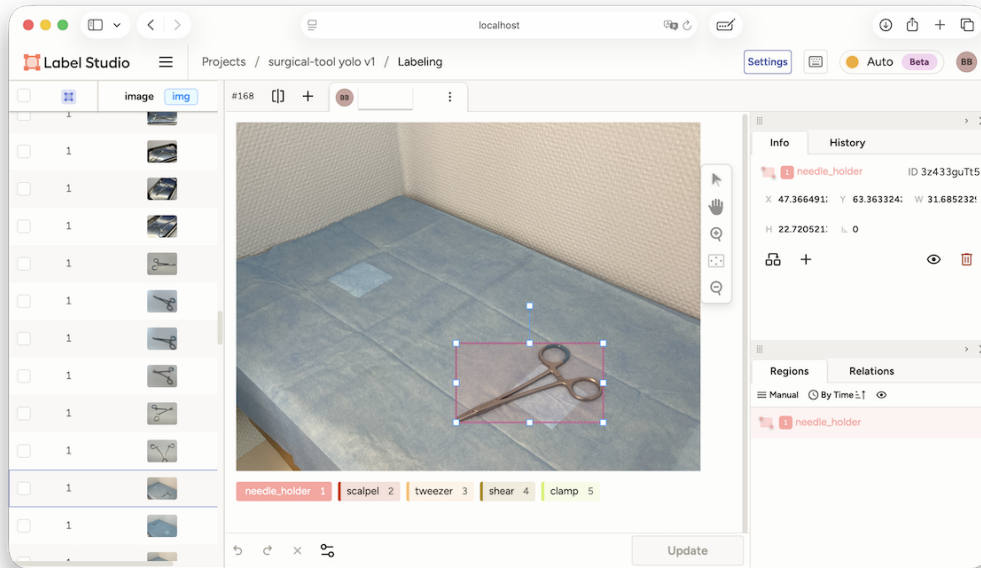 localhost
Label Studio
Projects / surgical-tool yolo v1 / Labeling
Settings
Auto Beta
BB
image img
#168
BB
1
1
1
1
1
1
1
1
1
1
1
1
needle_holder 1
scalpel 2
tweezer 3
shear 4
clamp 5
Update
Info
History
1 needle_holder
ID 3z433guTt5
X 47.366491
Y 63.363324
W 31.685232
H 22.72052
0
Regions
Relations
Manual
By Time
1 needle_holder